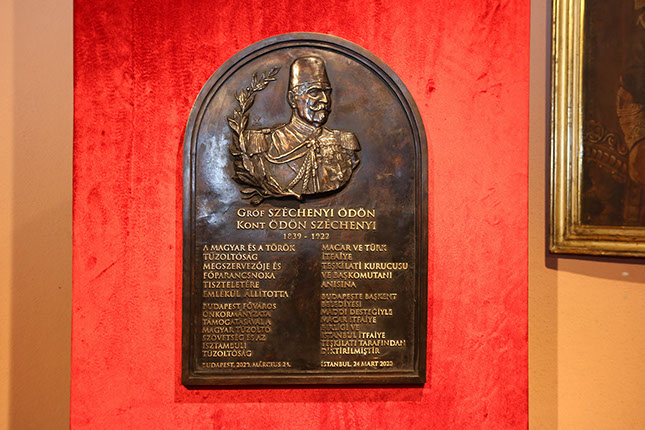 GRÓF SZÉCHENYI ÖDÖN
KONT ÖDÖN SZÉCHENYI
1839 - 1922
A MAGYAR ÉS A TÖRÖK
TŰZOLTÓSÁG
MEGSZERVEZŐJE ÉS
FŐPARANCSNOKA
TISZTELETÉRE
EMLÉKÜL ÁLLÍTOTTA
BUDAPEST FŐVÁROS
ÖNKORMÁNYZATA
TÁMOGATÁSÁVAL A
MAGYAR TŰZOLTÓ
SZÖVETSÉG ÉS AZ
ISZTAMBULI
TŰZOLTÓSÁG
BUDAPEST, 2023. MÁRCIUS 24.
MACAR VE TÜRK
İTFAİYE
TEŞKİLATI KURUCUSU
VE BAŞKOMUTANI
ANISINA
BUDAPEŞTE BAŞKENT
BELEDİYESİ
MADDİ DESTEĞİYLE
MACAR İTFAİYE
BİRLİĞİ VE
İSTANBUL İTFAİYE
TEŞKİLATI TARAFINDAN
DİKTİRİLMİŞTİR
İSTANBUL, 24 MART 2023